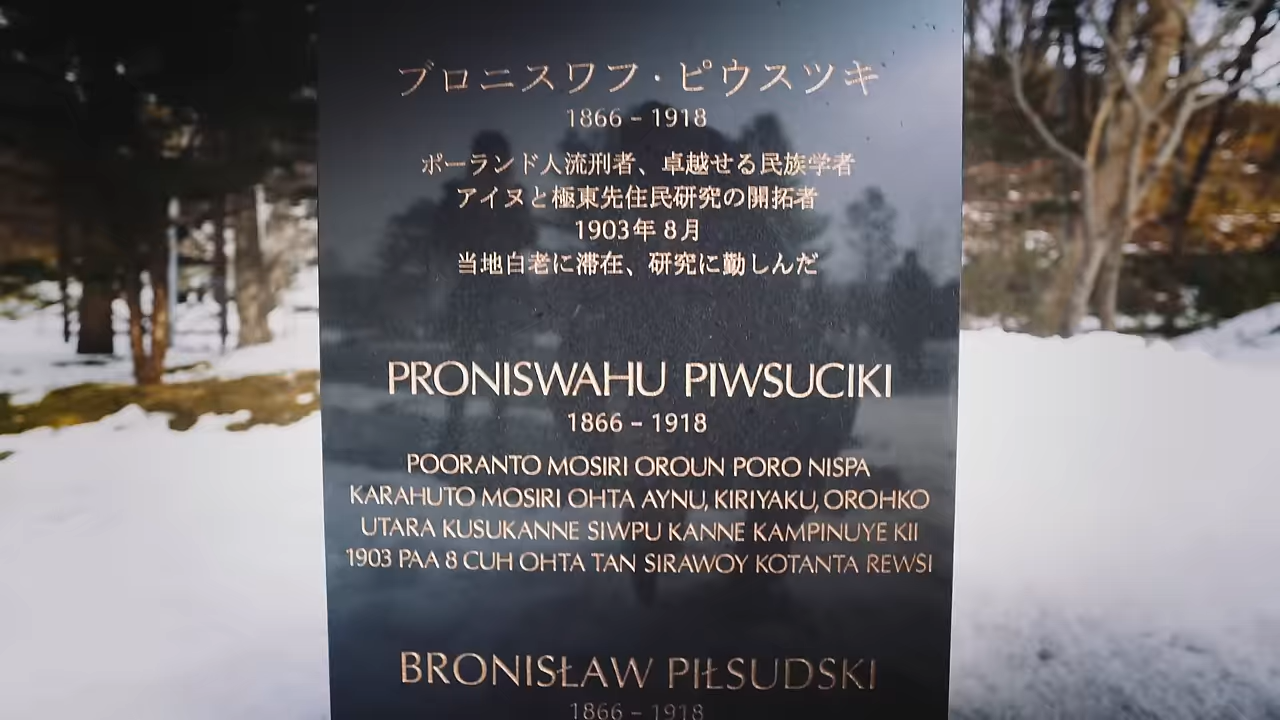 ブロニスワフ・ピウスツキ
1866 – 1918
ポーランド人流刑者、卓越せる民族学者
アイヌと極東先住民研究の開拓者
1903年 8月
当地白老に滞在、研究に勤しんだ
PRONISWAHU PIWSUCIKI
1866 – 1918
POORANTO MOSIRI OROUN PORO NISPA
KARAHUTO MOSIRI OHTA AYNU, KIRIYAKU, OROHKO
UTARA KUSUKANNE SIWPU KANNE KAMPINUYE KII
1903 PAA 8 CUH OHTA TAN SIRAWOY KOTANTA REWSI
BRONISŁAW PIŁSUDSKI
1866 – 1918